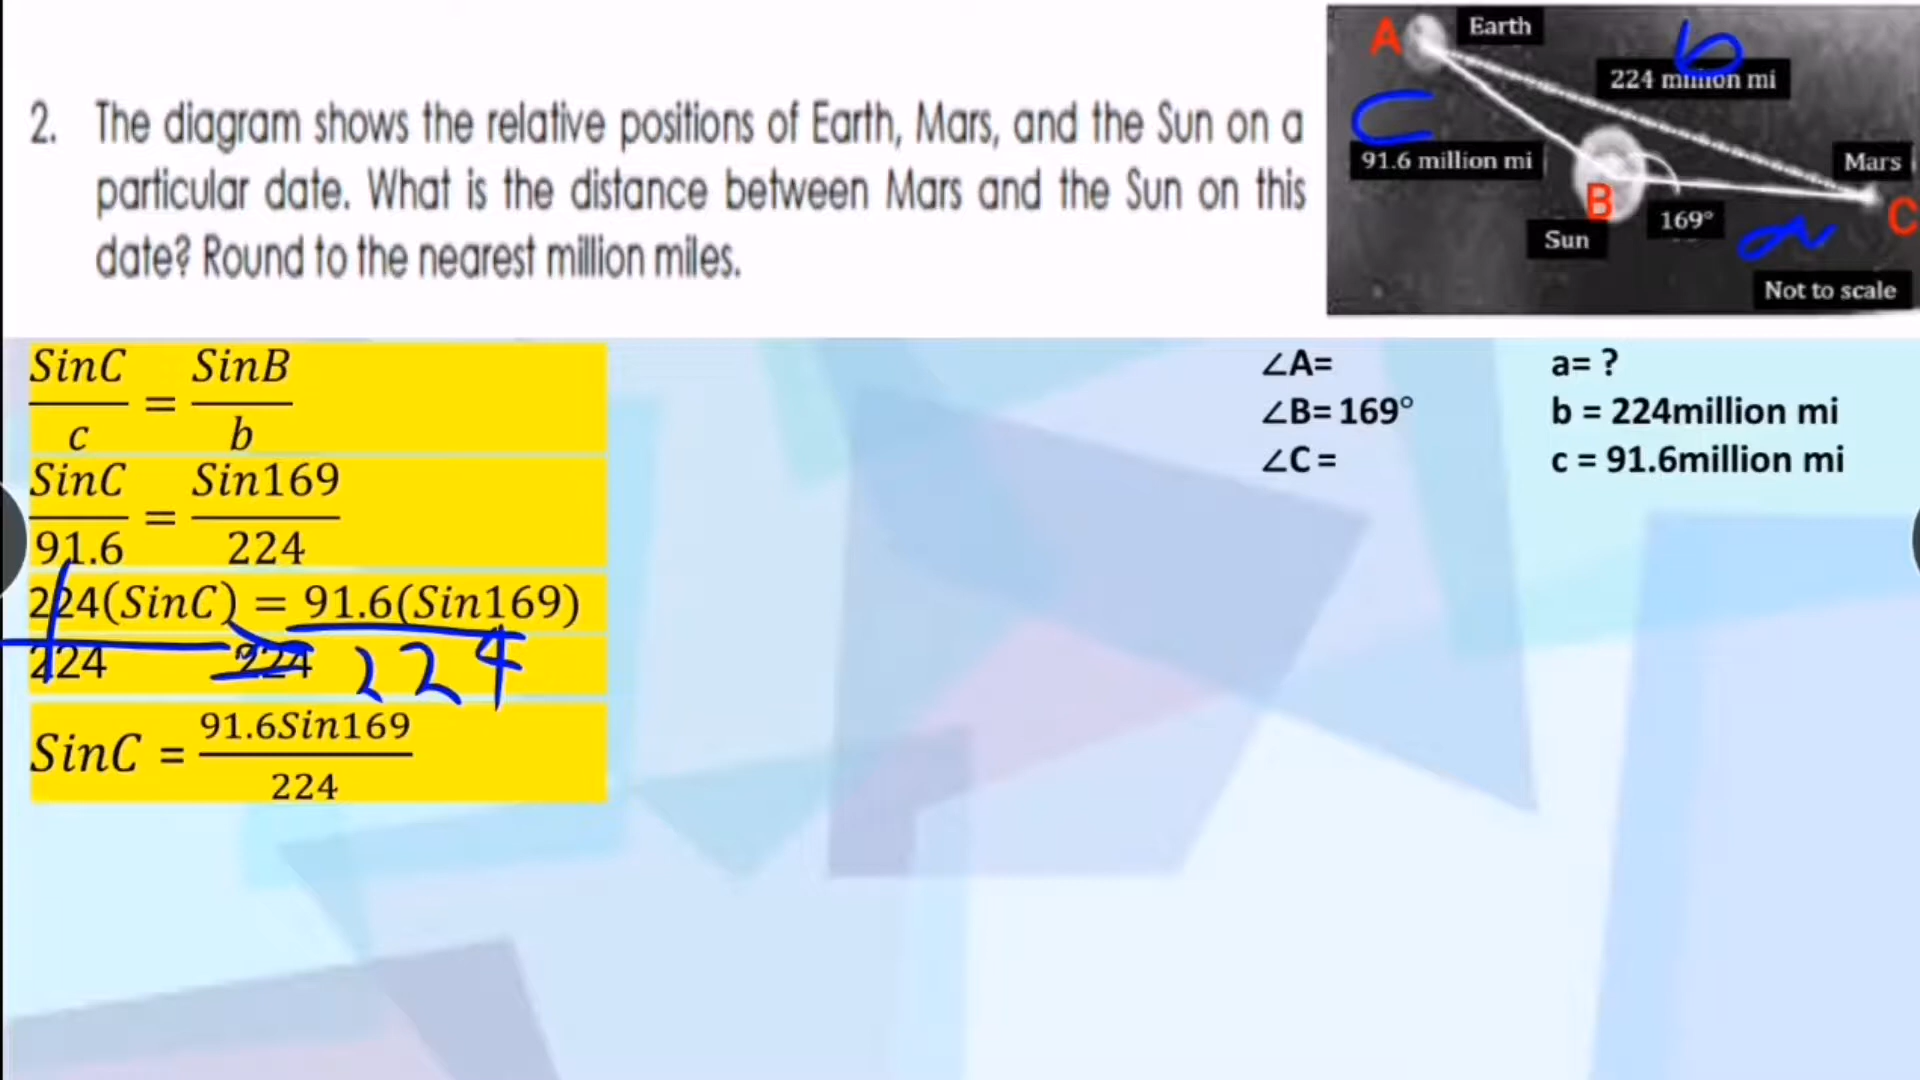 2. The diagram shows the relative positions of Earth, Mars, and the Sun on a
particular date. What is the distance between Mars and the Sun on this
date? Round to the nearest million miles.
A
Earth
b
224 million mi
C
91.6 million mi
Mars
B
169°
C
Sun
a
Not to scale
SinC/c = SinB/b
SinC/91.6 = Sin169/224
224(SinC) = 91.6(Sin169)
224 224 224
SinC = 91.6Sin169/224
∠A=
a= ?
∠B= 169°
b = 224million mi
∠C =
c = 91.6million mi